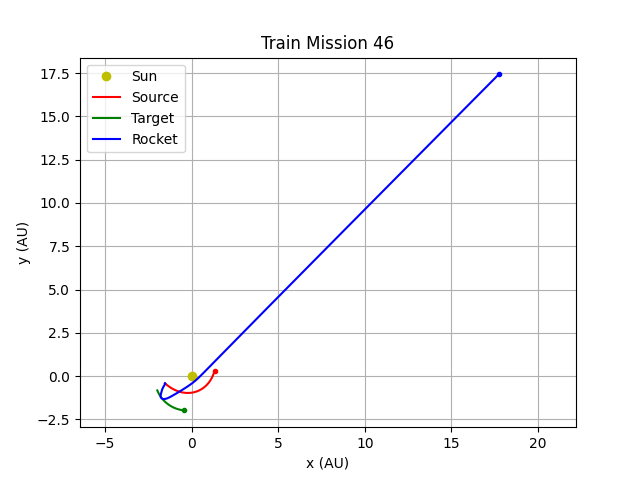 Train Mission 46
Sun
Source
Target
Rocket
17.5
15.0
12.5
10.0
7.5
5.0
2.5
0.0
−2.5
y (AU)
−5 0 5 10 15 20
x (AU)